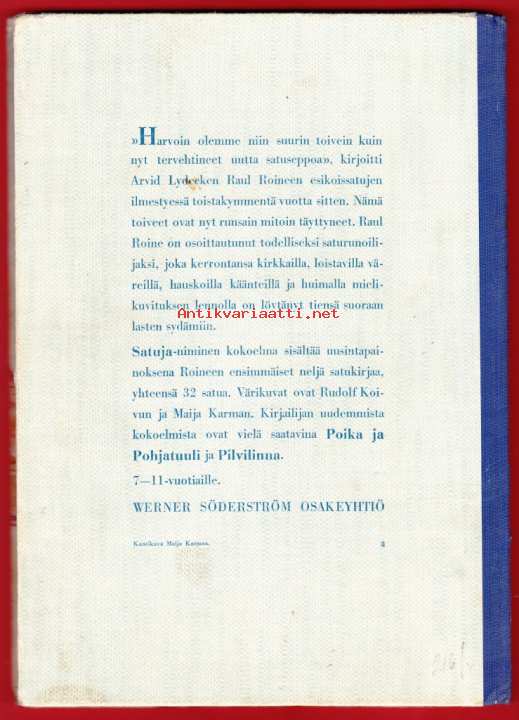 »Harvoin olemme niin suurin toivein kuin
nyt tervehtineet uutta satuseppoa», kirjoitti
Arvid Lydecken Raul Roineen esikoissatujen
ilmestyessä toistakymmentä vuotta sitten. Nämä
toiveet ovat nyt runsain mitoin täyttyneet. Raul
Roine on osoittautunut todelliseksi saturunoili-
jaksi, joka kerrontansa kirkkailla, loistavilla vä-
reillä, hauskoilla käänteillä ja huimalla mieli-
kuvituksen lennolla on löytänyt tiensä suoraan
Antikvariaatti.net
lasten sydämiin.
Satuja-niminen kokoelma sisältää uusintapai-
noksena Roineen ensimmäiset neljä satukirjaa,
yhteensä 32 satua. Värikuvat ovat Rudolf Koi-
vun ja Maija Karman. Kirjailijan uudemmista
kokoelmista ovat vielä saatavina Poika ja
Pohjatuuli ja Pilvilinna.
7—11-vuotiaille.
WERNER SÖDERSTRÖM OSAKEYHTIÖ
Kansikuva Maija Karman.